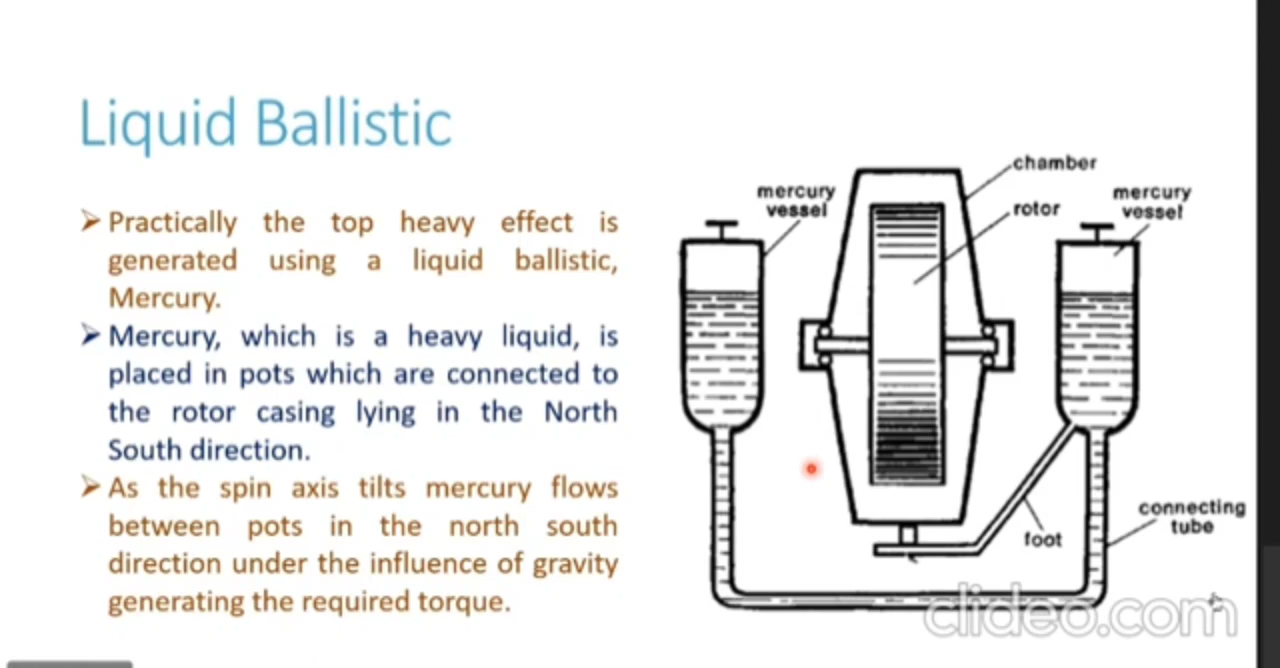 Liquid Ballistic
➤ Practically the top heavy effect is
generated using a liquid ballistic,
Mercury.
➤ Mercury, which is a heavy liquid, is
placed in pots which are connected to
the rotor casing lying in the North
South direction.
➤ As the spin axis tilts mercury flows
between pots in the north south
direction under the influence of gravity
generating the required torque.
chamber
mercury
vessel
rotor
mercury
vessel
connecting
tube
foot
clideo.com